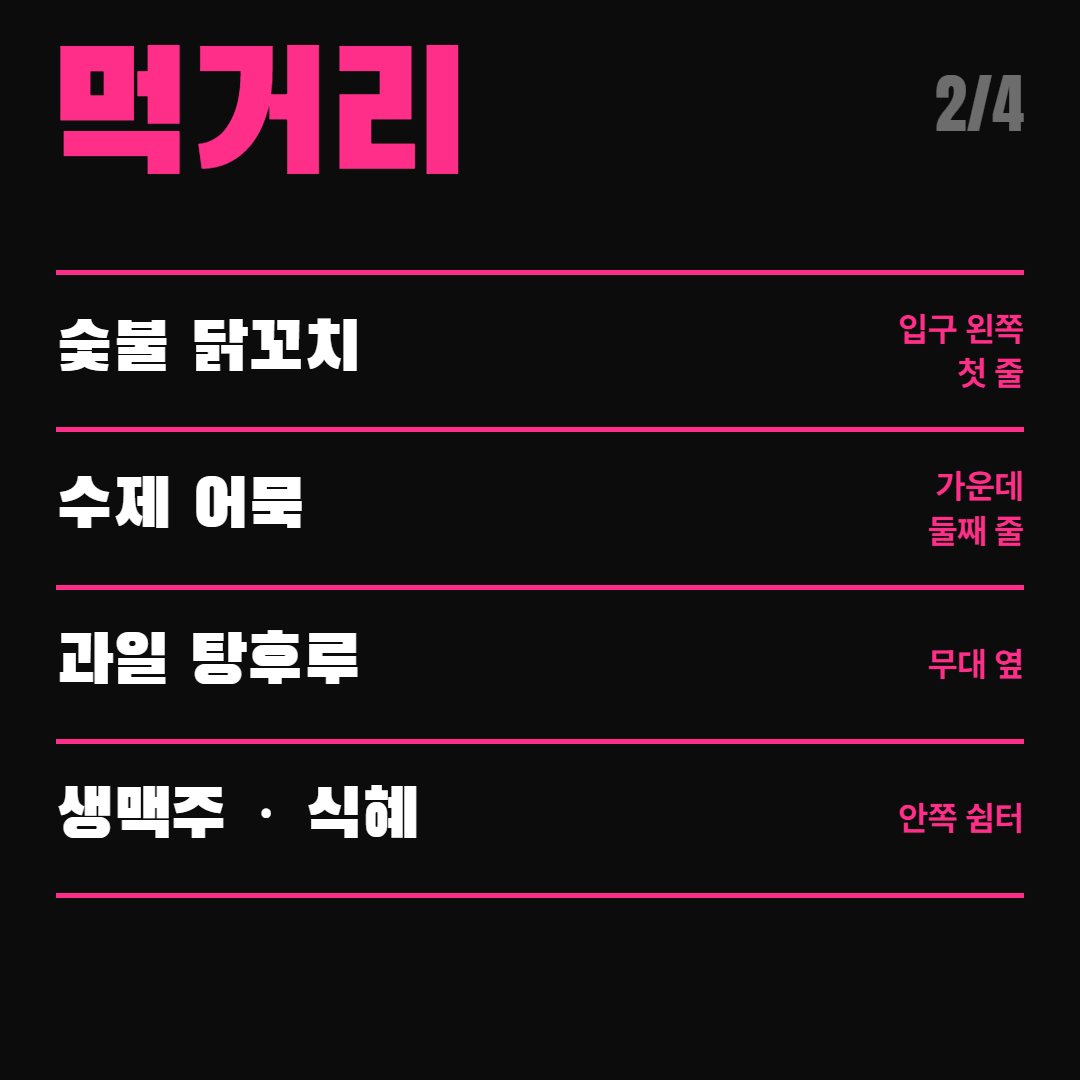 먹거리
2/4
숯불 닭꼬치
입구 왼쪽
첫 줄
수제 어묵
가운데
둘째 줄
과일 탕후루
무대 옆
생맥주 · 식혜
안쪽 쉼터